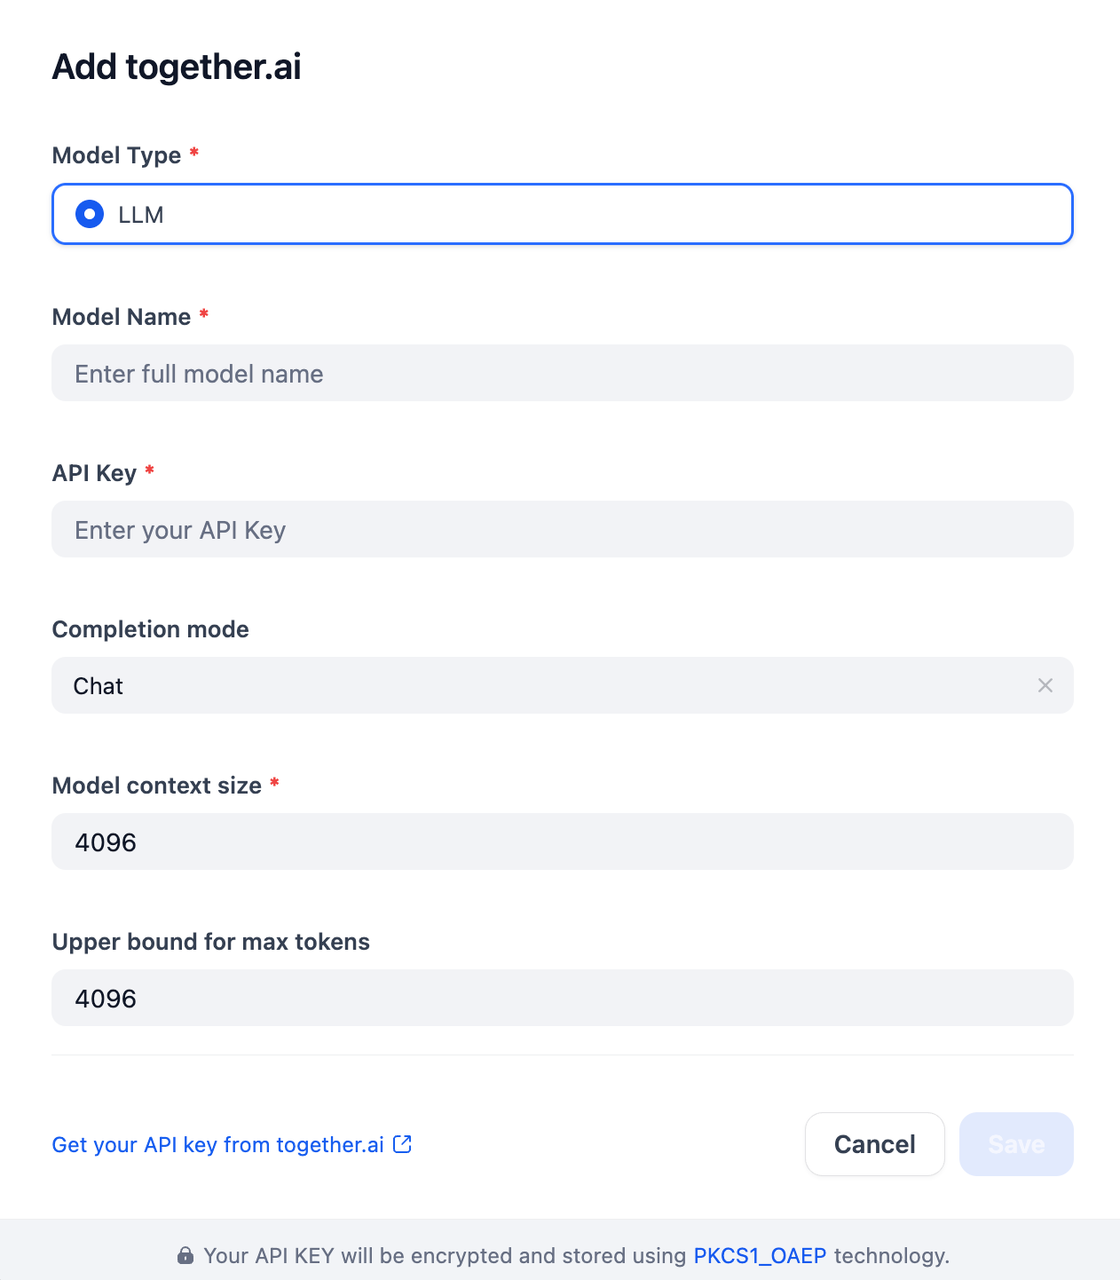 Add together.ai
Model Type *
LLM
Model Name *
Enter full model name
API Key *
Enter your API Key
Completion mode
Chat
Model context size *
4096
Upper bound for max tokens
4096
Get your API key from together.ai
Cancel
Save
Your API KEY will be encrypted and stored using PKCS1_OAEP technology.